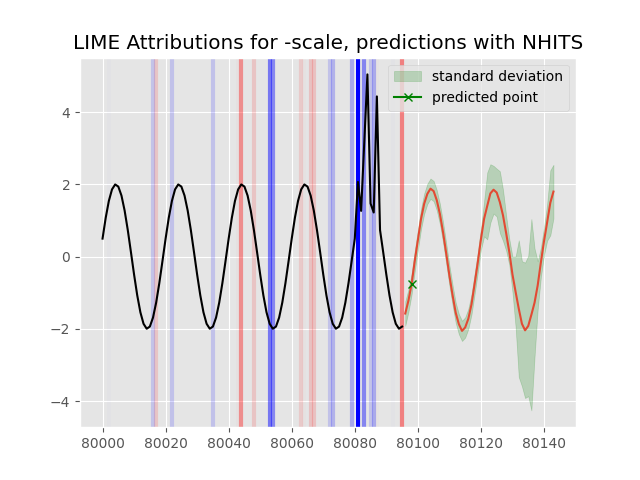 LIME Attributions for -scale, predictions with NHITS
standard deviation
predicted point
4
2
0
−2
−4
80000 80020 80040 80060 80080 80100 80120 80140